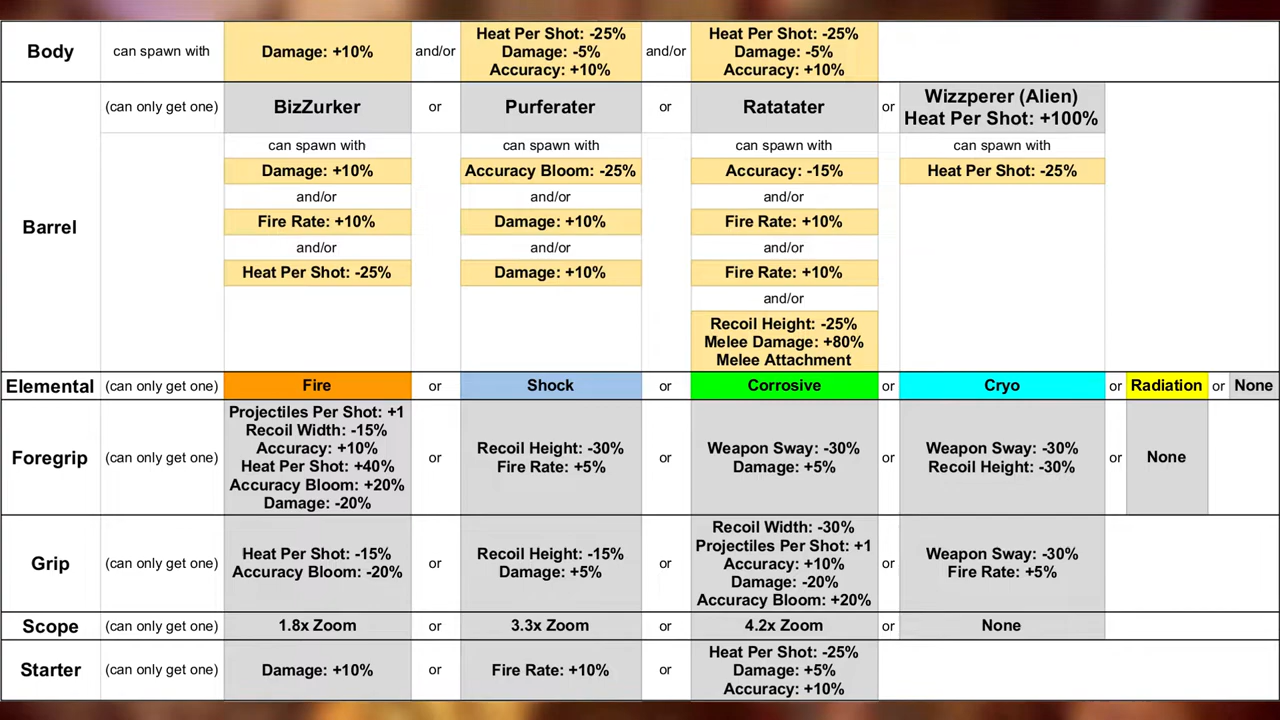 Body
can spawn with
Damage: +10%
and/or
Heat Per Shot: -25%
Damage: -5%
Accuracy: +10%
and/or
Heat Per Shot: -25%
Damage: -5%
Accuracy: +10%
Barrel
(can only get one)
BizZurker
or
Purferater
or
Ratatater
or
Wizzperer (Alien)
Heat Per Shot: +100%
can spawn with
can spawn with
can spawn with
can spawn with
Damage: +10%
Accuracy Bloom: -25%
Accuracy: -15%
Heat Per Shot: -25%
and/or
and/or
and/or
Fire Rate: +10%
Damage: +10%
Fire Rate: +10%
and/or
and/or
and/or
Heat Per Shot: -25%
Damage: +10%
Fire Rate: +10%
and/or
Recoil Height: -25%
Melee Damage: +80%
Melee Attachment
Elemental
(can only get one)
Fire
or
Shock
or
Corrosive
or
Cryo
or
Radiation
or
None
Foregrip
(can only get one)
Projectiles Per Shot: +1
Recoil Width: -15%
Accuracy: +10%
Heat Per Shot: +40%
Accuracy Bloom: +20%
Damage: -20%
or
Recoil Height: -30%
Fire Rate: +5%
or
Weapon Sway: -30%
Damage: +5%
or
Weapon Sway: -30%
Recoil Height: -30%
or
None
Grip
(can only get one)
Heat Per Shot: -15%
Accuracy Bloom: -20%
or
Recoil Height: -15%
Damage: +5%
or
Recoil Width: -30%
Projectiles Per Shot: +1
Accuracy: +10%
Damage: -20%
Accuracy Bloom: +20%
or
Weapon Sway: -30%
Fire Rate: +5%
Scope
(can only get one)
1.8x Zoom
or
3.3x Zoom
or
4.2x Zoom
or
None
Starter
(can only get one)
Damage: +10%
or
Fire Rate: +10%
or
Heat Per Shot: -25%
Damage: +5%
Accuracy: +10%